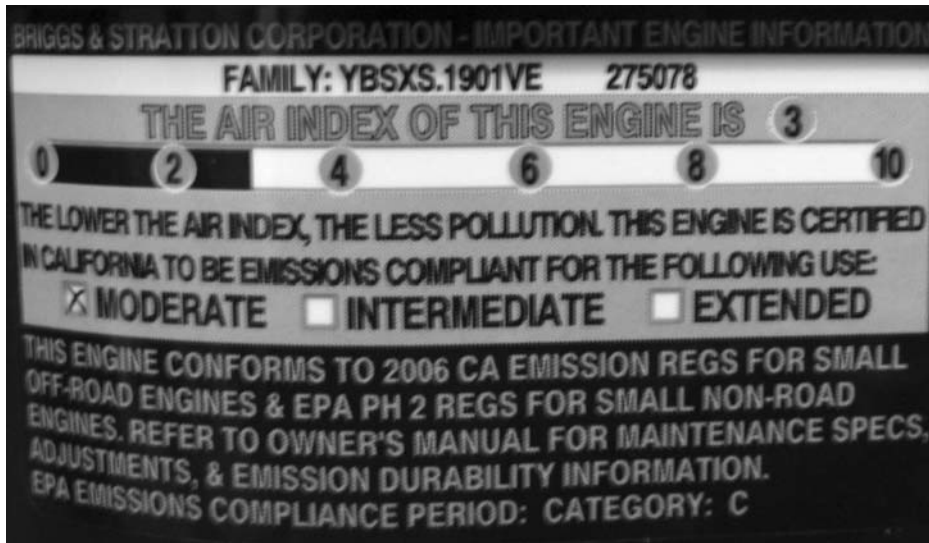 BRIGGS & STRATTON CORPORATION - IMPORTANT ENGINE INFORMATION
FAMILY: YBSXS.1901VE 275078
THE AIR INDEX OF THIS ENGINE IS 3
0 2 4 6 8 10
THE LOWER THE AIR INDEX, THE LESS POLLUTION. THIS ENGINE IS CERTIFIED
IN CALIFORNIA TO BE EMISSIONS COMPLIANT FOR THE FOLLOWING USE:
X MODERATE INTERMEDIATE EXTENDED
THIS ENGINE CONFORMS TO 2006 CA EMISSION REGS FOR SMALL
OFF-ROAD ENGINES & EPA PH 2 REGS FOR SMALL NON-ROAD
ENGINES. REFER TO OWNER'S MANUAL FOR MAINTENANCE SPECS,
ADJUSTMENTS, & EMISSION DURABILITY INFORMATION.
EPA EMISSIONS COMPLIANCE PERIOD: CATEGORY: C